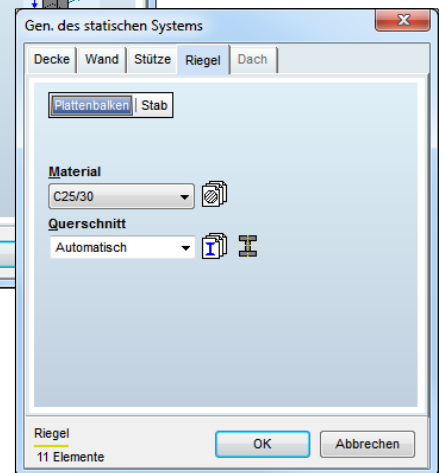 Gen. des statischen Systems
Decke Wand Stütze Riegel Dach
Plattenbalken Stab
Material
C25/30
Querschnitt
Automatisch
Riegel
11 Elemente
OK Abbrechen